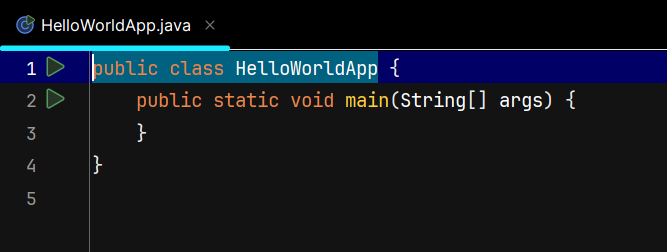 HelloWorldApp.java
1 public class HelloWorldApp {
2     public static void main(String[] args) {
3     }
4 }
5